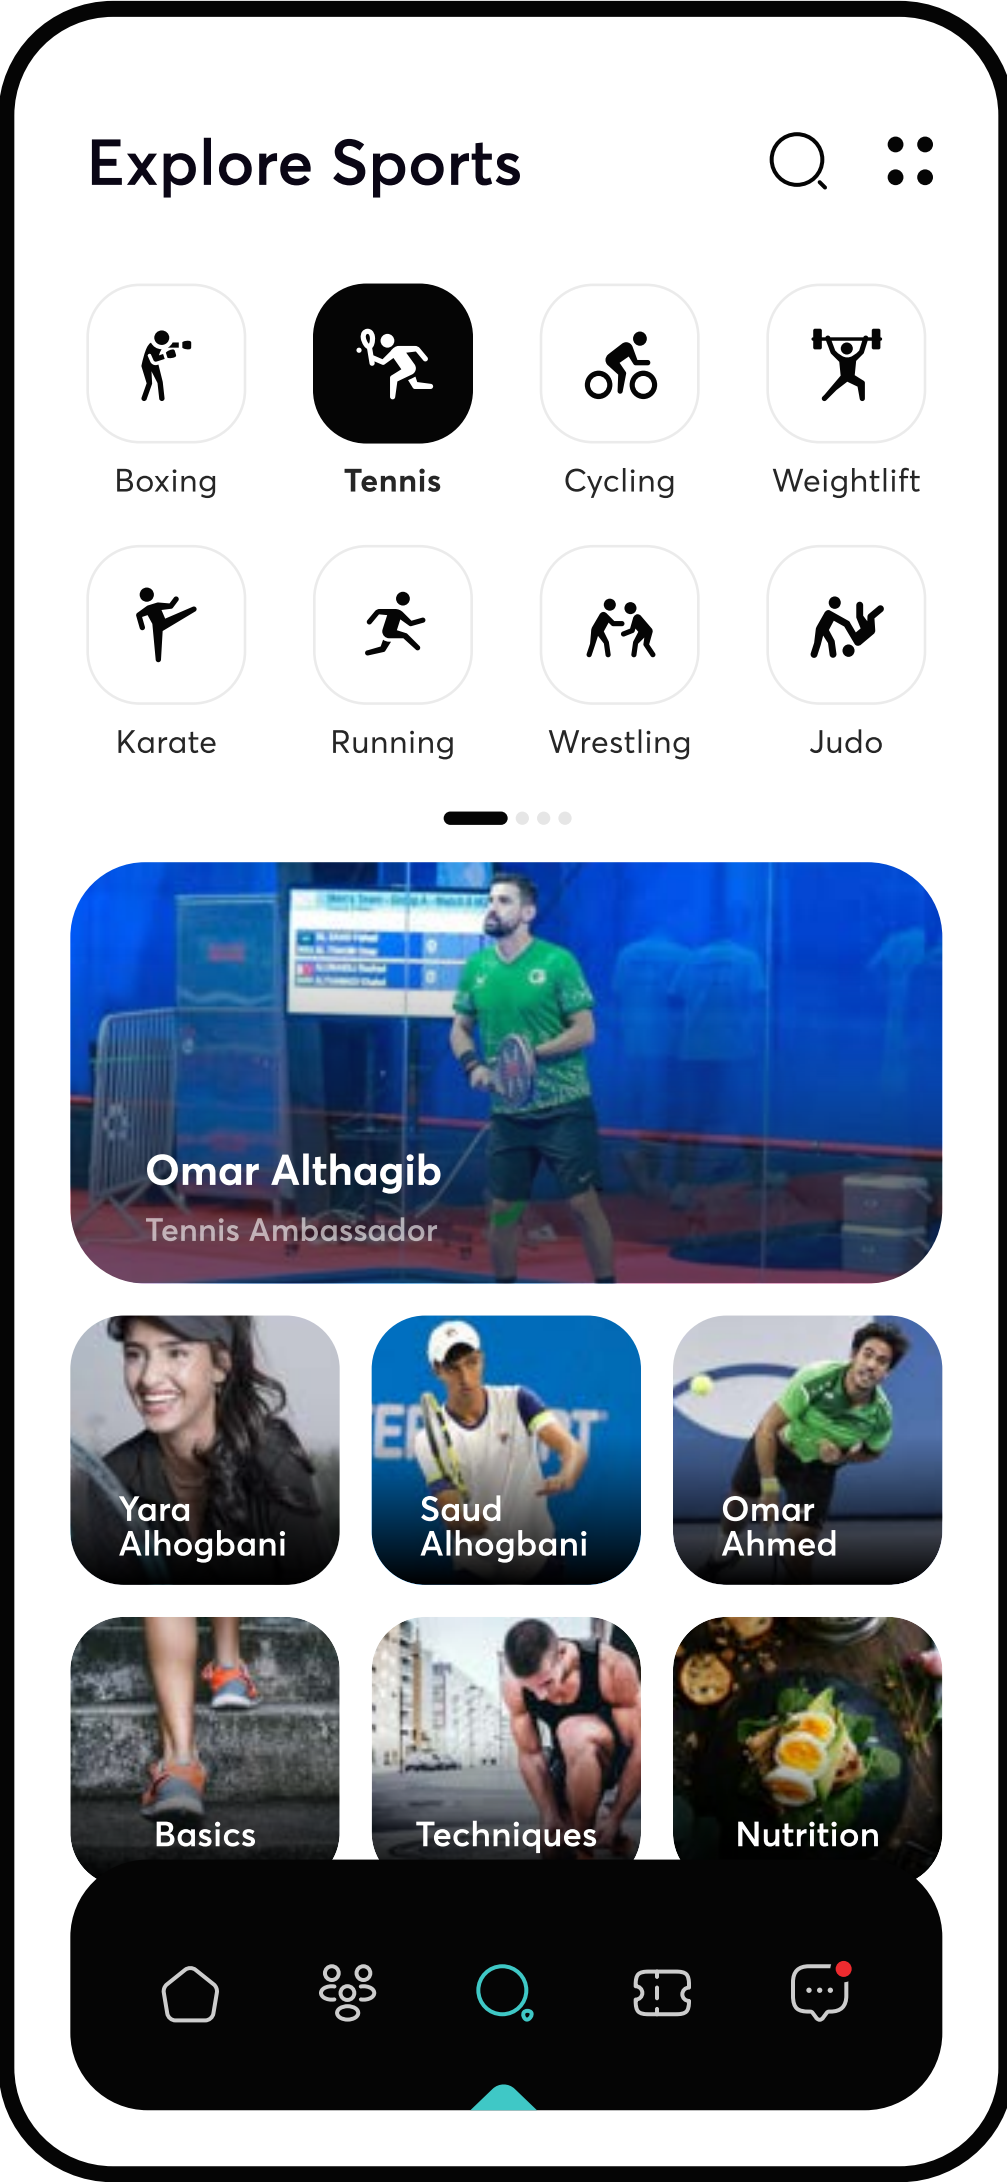 Explore Sports
Boxing
Tennis
Cycling
Weightlift
Karate
Running
Wrestling
Judo
Omar Althagib
Tennis Ambassador
Yara
Alhogbani
Saud
Alhogbani
Omar
Ahmed
Basics
Techniques
Nutrition